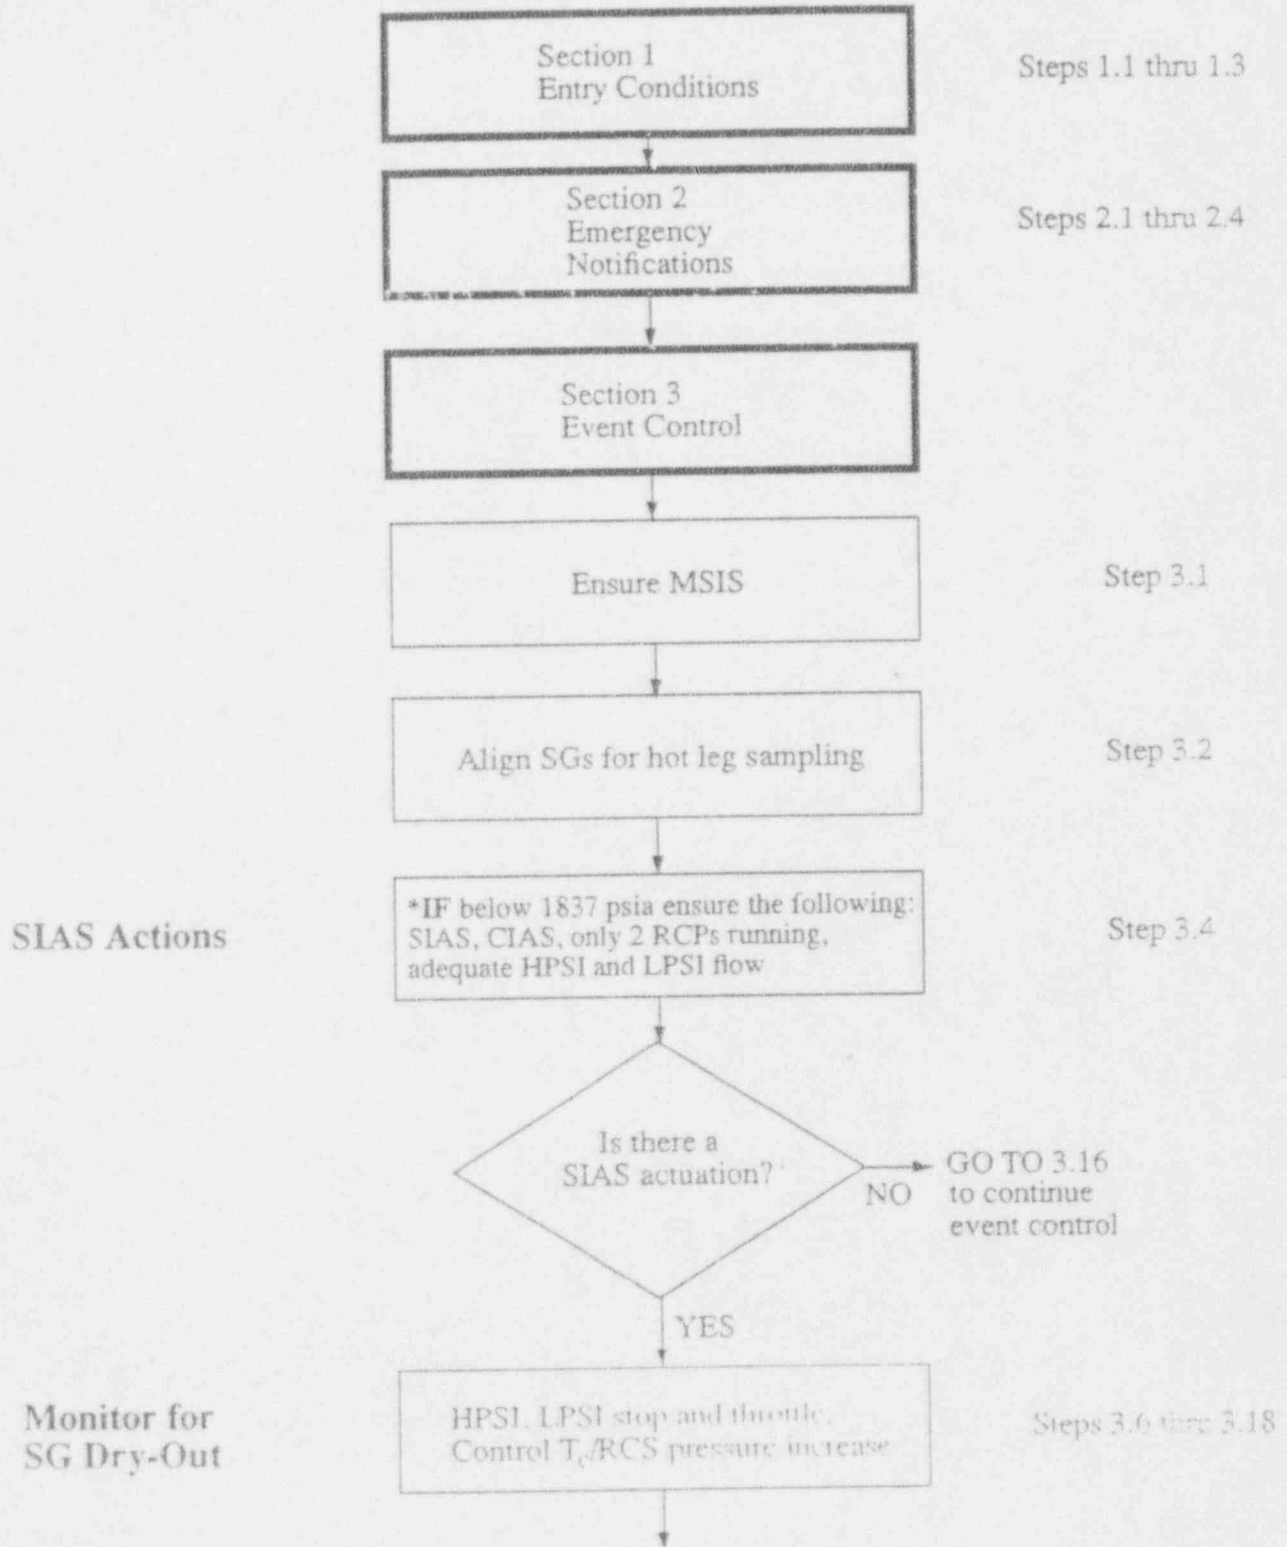 Section 1
Entry Conditions
Steps 1.1 thru 1.3
Section 2
Emergency
Notifications
Steps 2.1 thru 2.4
Section 3
Event Control
Ensure MSIS
Step 3.1
Align SGs for hot leg sampling
Step 3.2
SIAS Actions
*IF below 1837 psia ensure the following:
SIAS, CIAS, only 2 RCPs running,
adequate HPSI and LPSI flow
Step 3.4
Is there a
SIAS actuation?
NO
GO TO 3.16
to continue
event control
YES
Monitor for
SG Dry-Out
HPSI, LPSI stop and throttle,
Control Tc/RCS pressure increase
Steps 3.6 thru 3.18